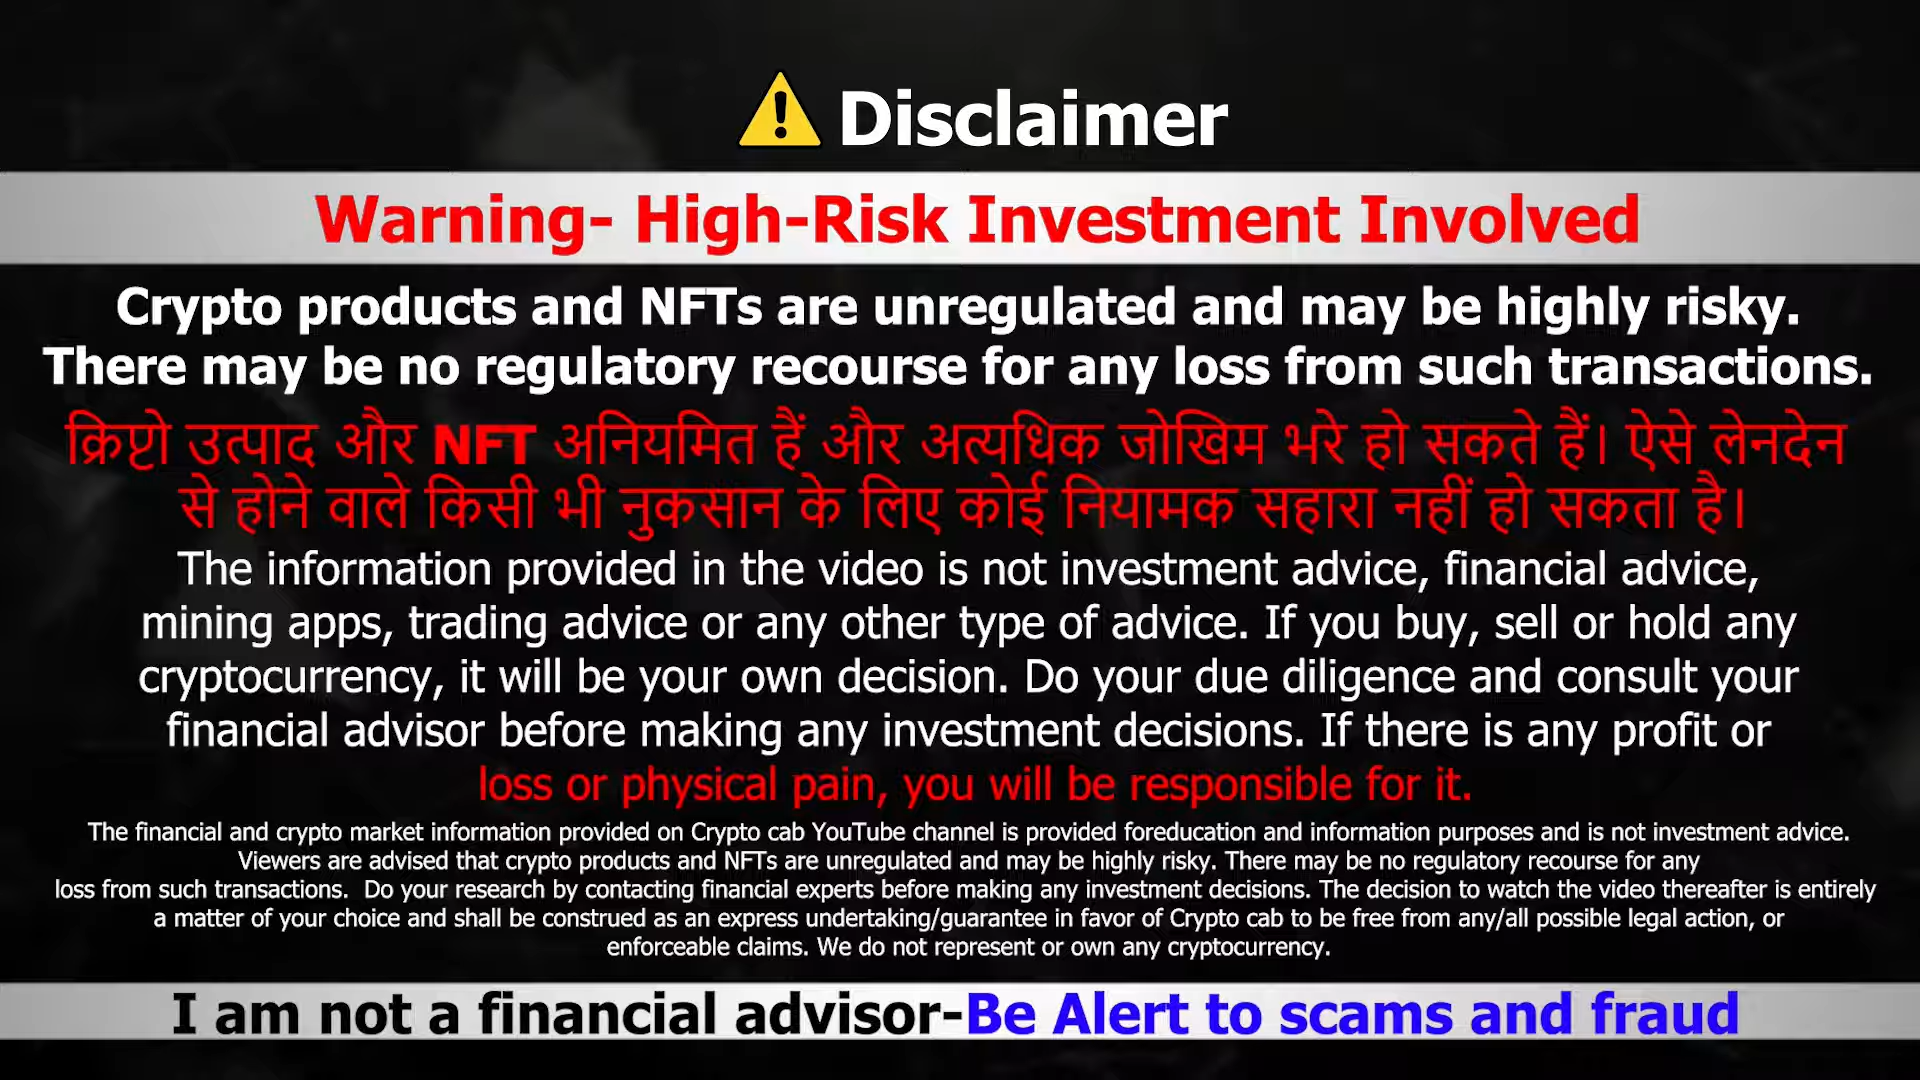 Disclaimer
Warning- High-Risk Investment Involved
Crypto products and NFTs are unregulated and may be highly risky.
There may be no regulatory recourse for any loss from such transactions.
क्रिप्टो उत्पाद और NFT अनियमित हैं और अत्यधिक जोखिम भरे हो सकते हैं। ऐसे लेनदेन
से होने वाले किसी भी नुकसान के लिए कोई नियामक सहारा नहीं हो सकता है।
The information provided in the video is not investment advice, financial advice,
mining apps, trading advice or any other type of advice. If you buy, sell or hold any
cryptocurrency, it will be your own decision. Do your due diligence and consult your
financial advisor before making any investment decisions. If there is any profit or
loss or physical pain, you will be responsible for it.
The financial and crypto market information provided on Crypto cab YouTube channel is provided foreducation and information purposes and is not investment advice.
Viewers are advised that crypto products and NFTs are unregulated and may be highly risky. There may be no regulatory recourse for any
loss from such transactions.  Do your research by contacting financial experts before making any investment decisions. The decision to watch the video thereafter is entirely
a matter of your choice and shall be construed as an express undertaking/guarantee in favor of Crypto cab to be free from any/all possible legal action, or
enforceable claims. We do not represent or own any cryptocurrency.
I am not a financial advisor-Be Alert to scams and fraud